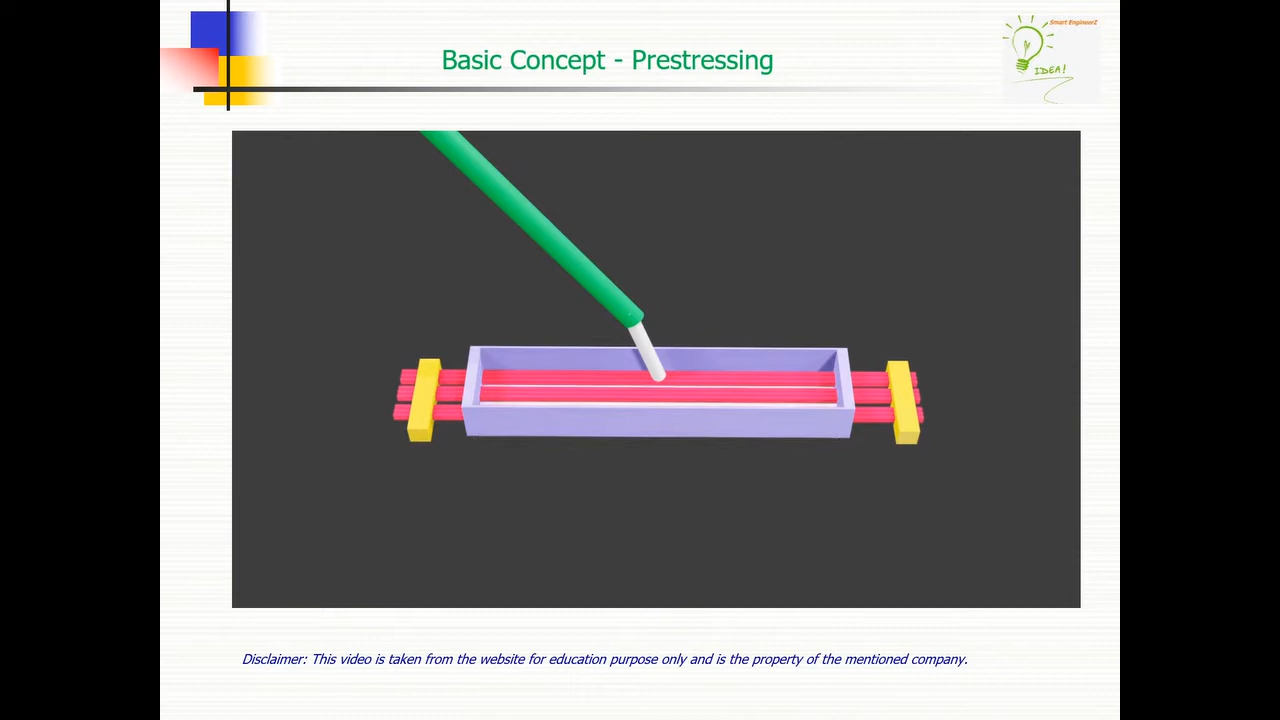 Smart EngineerZ
Basic Concept - Prestressing
IDEA!
Disclaimer: This video is taken from the website for education purpose only and is the property of the mentioned company.